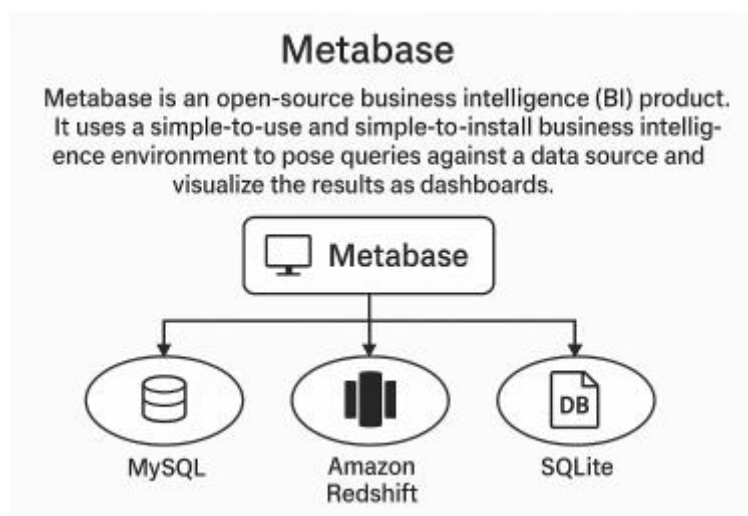 Metabase
Metabase is an open-source business intelligence (BI) product.
It uses a simple-to-use and simple-to-install business intellig-
ence environment to pose queries against a data source and
visualize the results as dashboards.
Metabase
MySQL
Amazon
Redshift
DB
SQLite